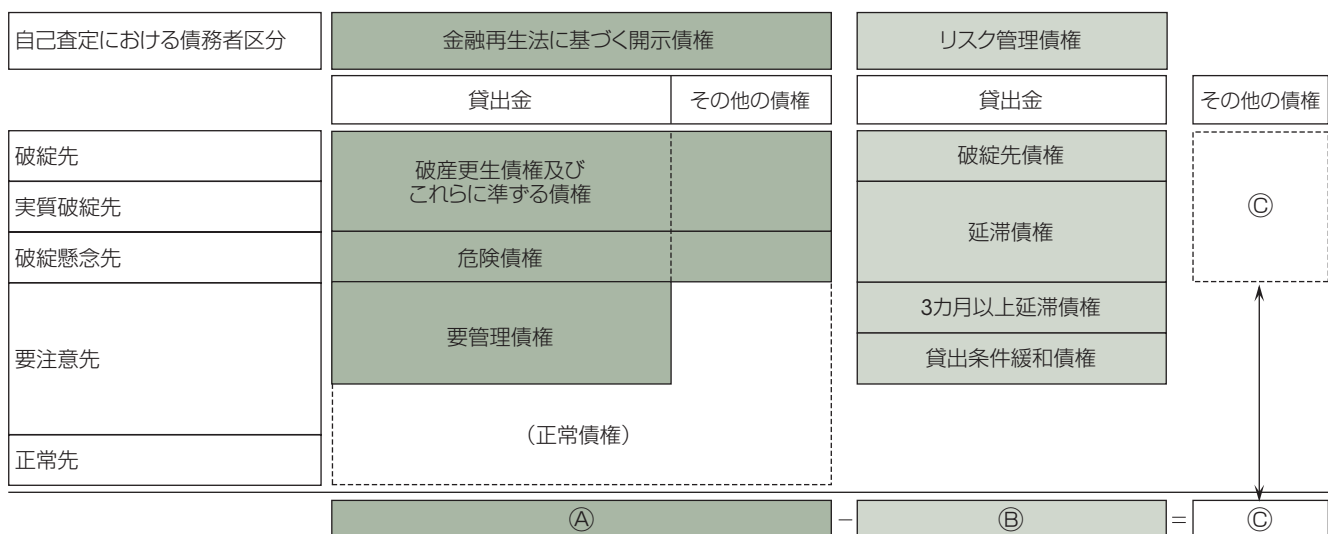 自己査定における債務者区分
金融再生法に基づく開示債権
リスク管理債権
貸出金
その他の債権
貸出金
その他の債権
破綻先
実質破綻先
破綻懸念先
要注意先
正常先
破産更生債権及び
これらに準ずる債権
危険債権
要管理債権
（正常債権）
破綻先債権
延滞債権
3カ月以上延滞債権
貸出条件緩和債権
Ⓒ
Ⓐ
−
Ⓑ
=
Ⓒ